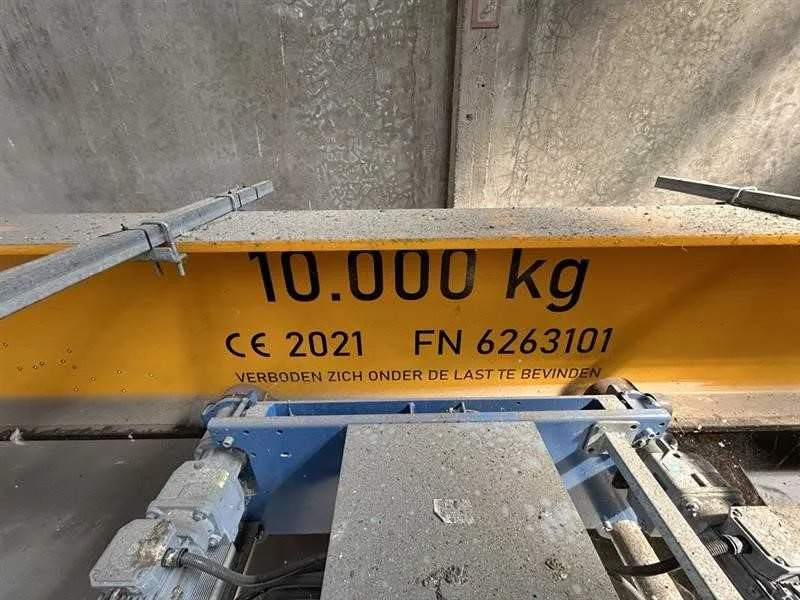 10.000 kg
CE 2021 FN 6263101
VERBODEN ZICH ONDER DE LAST TE BEVINDEN